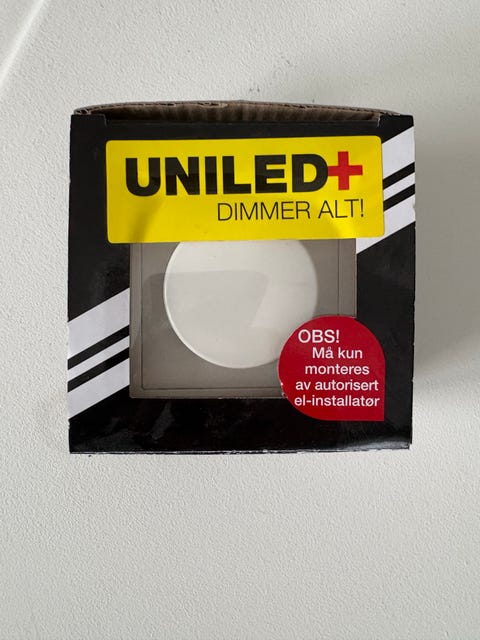 UNILED+
DIMMER ALT!
OBS!
Må kun
monteres
av autorisert
el-installatør